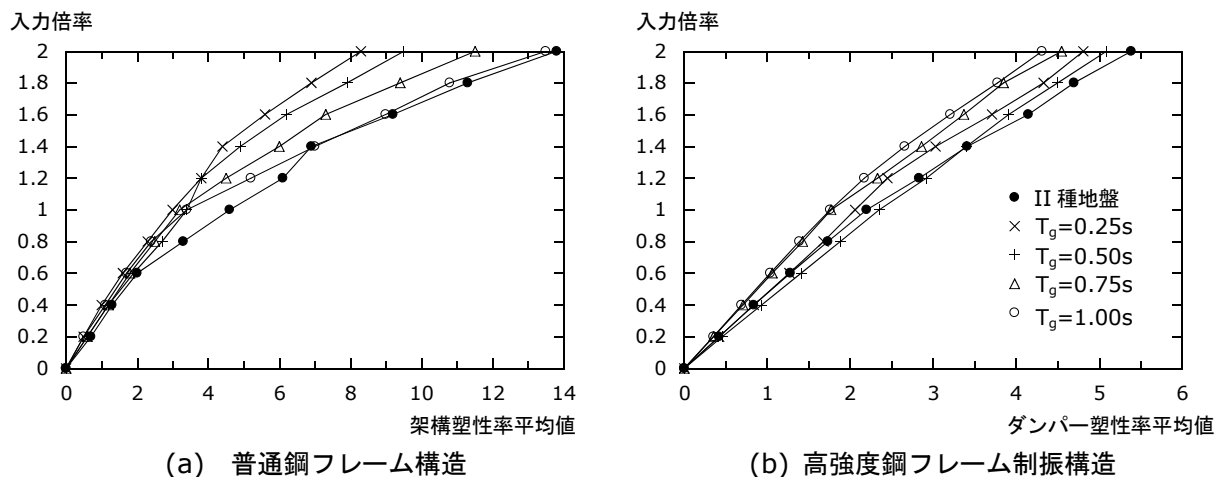 入力倍率
2
1.8
1.6
1.4
1.2
1
0.8
0.6
0.4
0.2
0
0 2 4 6 8 10 12 14
架構塑性率平均値
(a) 普通鋼フレーム構造
入力倍率
2
1.8
1.6
1.4
1.2
1
0.8
0.6
0.4
0.2
0
0 1 2 3 4 5 6
II 種地盤
Tg=0.25s
Tg=0.50s
Tg=0.75s
Tg=1.00s
ダンパー塑性率平均値
(b) 高強度鋼フレーム制振構造